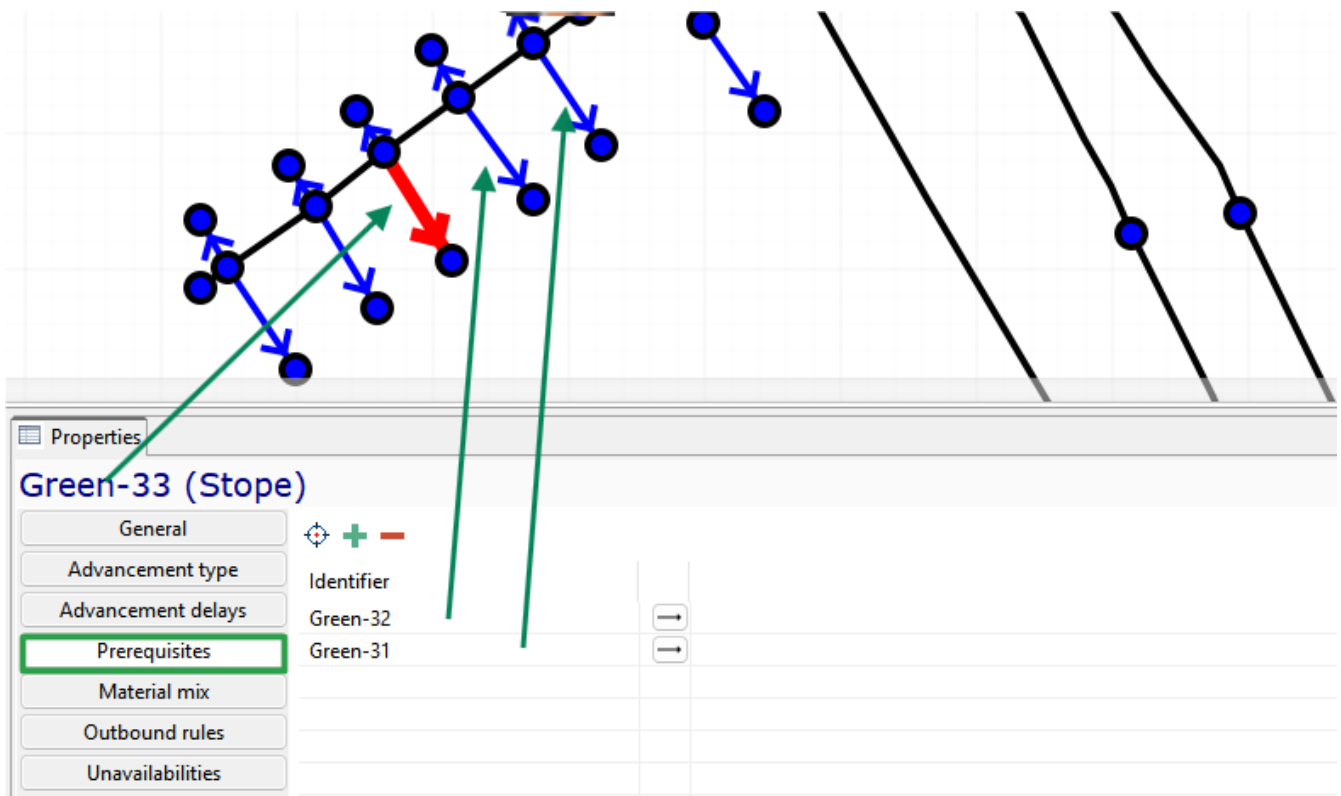 Properties
Green-33 (Stope)
General
Advancement type
Advancement delays
Prerequisites
Material mix
Outbound rules
Unavailabilities
Identifier
Green-32
Green-31